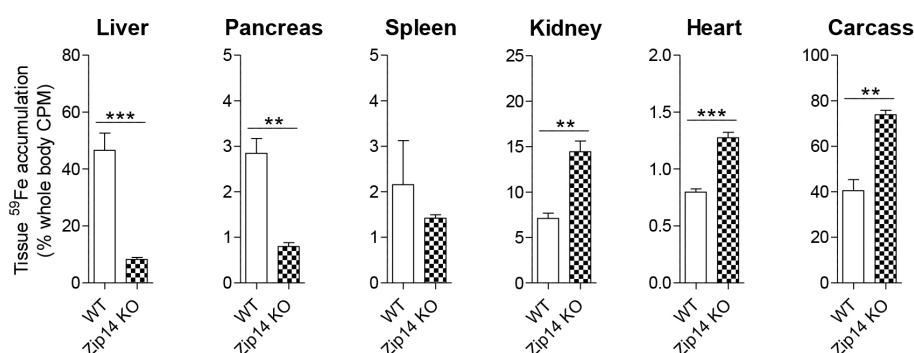 Liver
Pancreas
Spleen
Kidney
Heart
Carcass
Tissue ⁵⁹Fe accumulation
(% whole body CPM)
80
60
40
20
0
***
WT
Zip14 KO
5
4
3
2
1
0
**
WT
Zip14 KO
5
4
3
2
1
0
WT
Zip14 KO
25
20
15
10
5
0
**
WT
Zip14 KO
2.0
1.5
1.0
0.5
0.0
***
WT
Zip14 KO
100
80
60
40
20
0
**
WT
Zip14 KO